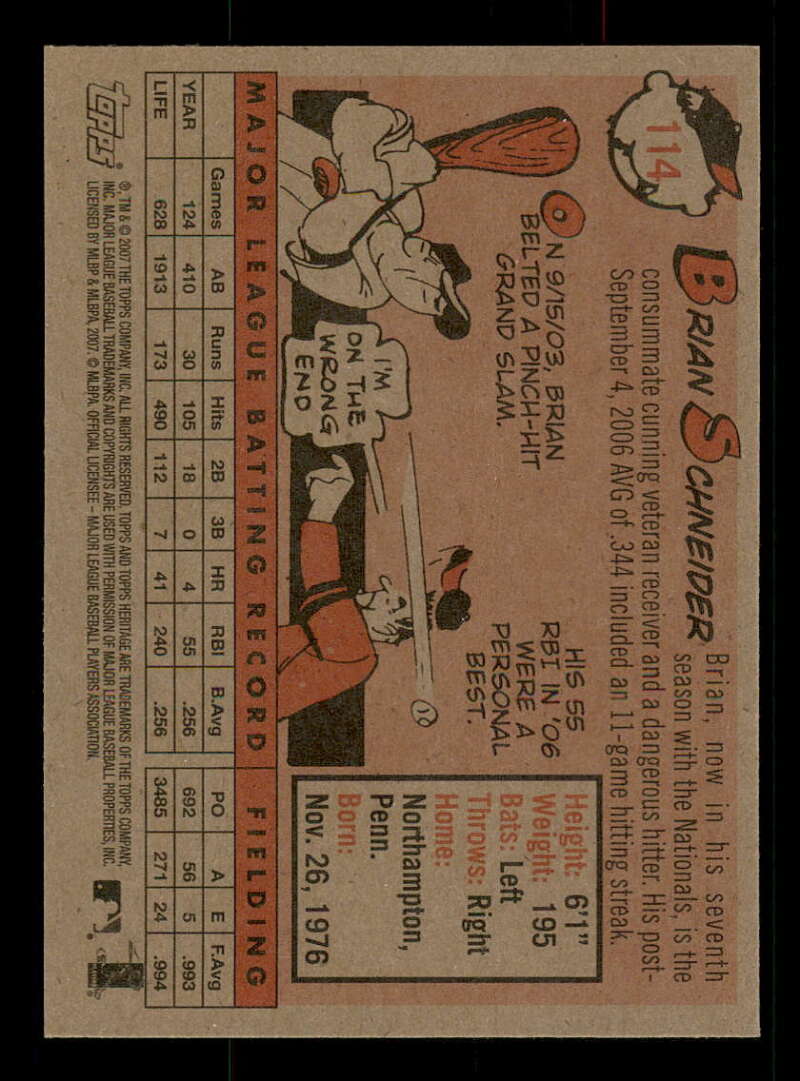 114
BRIAN SCHNEIDER
Brian, now in his seventh
season with the Nationals, is the
consummate cunning veteran receiver and a dangerous hitter. His post-
September 4, 2006 AVG of .344 included an 11-game hitting streak.
ON 9/15/03, BRIAN
BELTED A PINCH-HIT
GRAND SLAM.
I'M
ON THE
WRONG
END
HIS 55
RBI IN '06
WERE A
PERSONAL
BEST.
Height: 6'1"
Weight: 195
Bats: Left
Throws: Right
Home:
Northampton,
Penn.
Born:
Nov. 26, 1976
MAJOR LEAGUE BATTING RECORD FIELDING
Games AB Runs Hits 2B 3B HR RBI B.Avg PO A E F.Avg
YEAR 124 410 30 105 18 0 4 55 .256 692 56 5 .993
LIFE 628 1913 173 490 112 7 41 240 .256 3485 271 24 .994
topps®
®, TM & © 2007 THE TOPPS COMPANY, INC. ALL RIGHTS RESERVED. TOPPS AND TOPPS HERITAGE ARE TRADEMARKS OF THE TOPPS COMPANY,
INC. MAJOR LEAGUE BASEBALL TRADEMARKS AND COPYRIGHTS ARE USED WITH PERMISSION OF MAJOR LEAGUE BASEBALL PROPERTIES, INC.
LICENSED BY MLBP & MLBPA, 2007. © MLBPA. OFFICIAL LICENSEE – MAJOR LEAGUE BASEBALL PLAYERS ASSOCIATION.